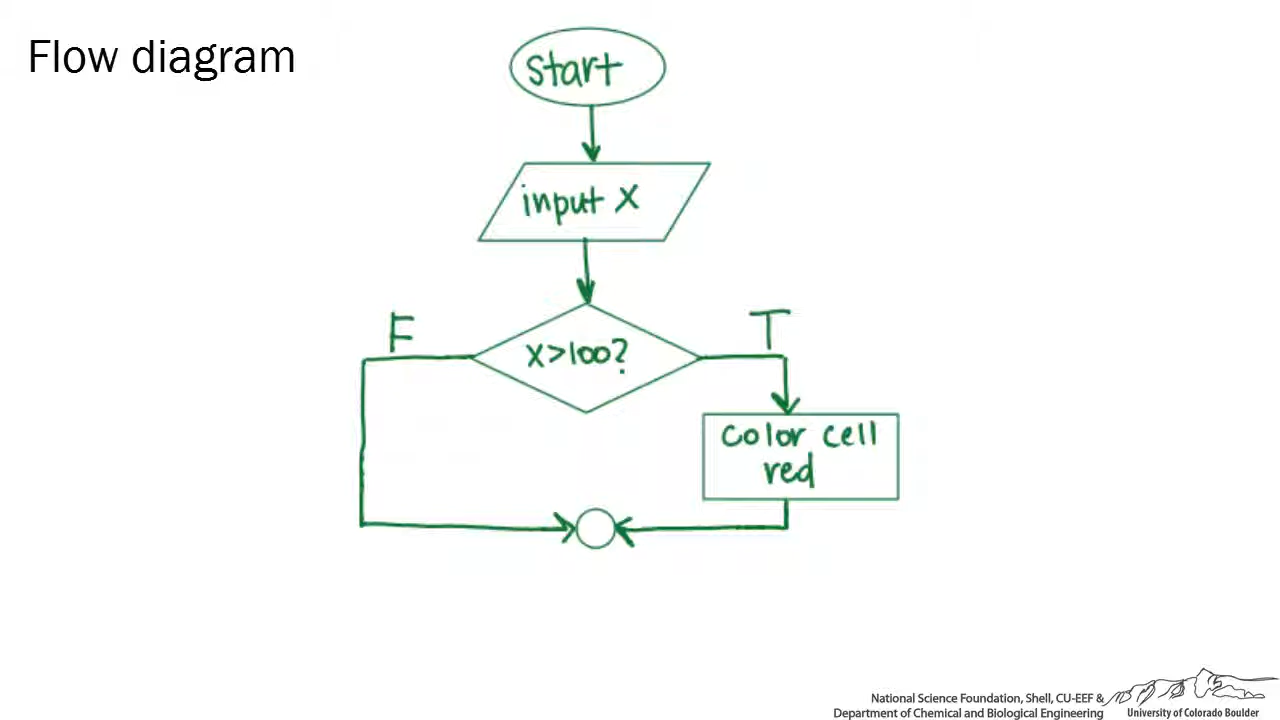 Flow diagram
start
input x
F
T
x>100?
color cell
red
National Science Foundation, Shell, CU-EEF &
Department of Chemical and Biological Engineering
University of Colorado Boulder